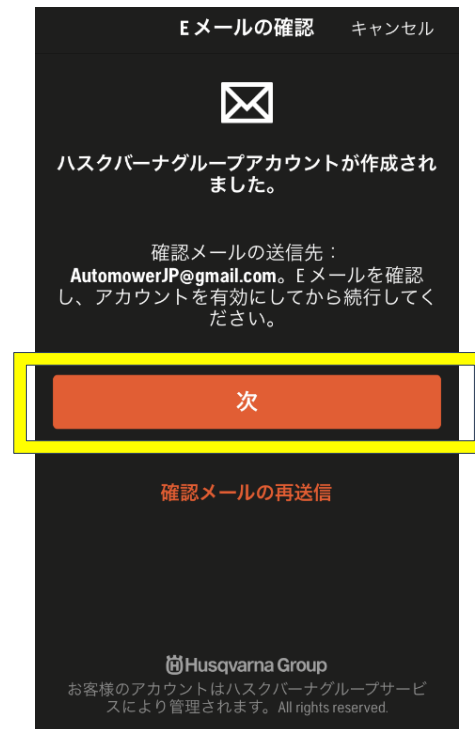 Eメールの確認 キャンセル
ハスクバーナグループアカウントが作成され
ました。
確認メールの送信先：
AutomowerJP@gmail.com。Eメールを確認
し、アカウントを有効にしてから続行してく
ださい。
次
確認メールの再送信
Husqvarna Group
お客様のアカウントはハスクバーナグループサービ
スにより管理されます。All rights reserved.